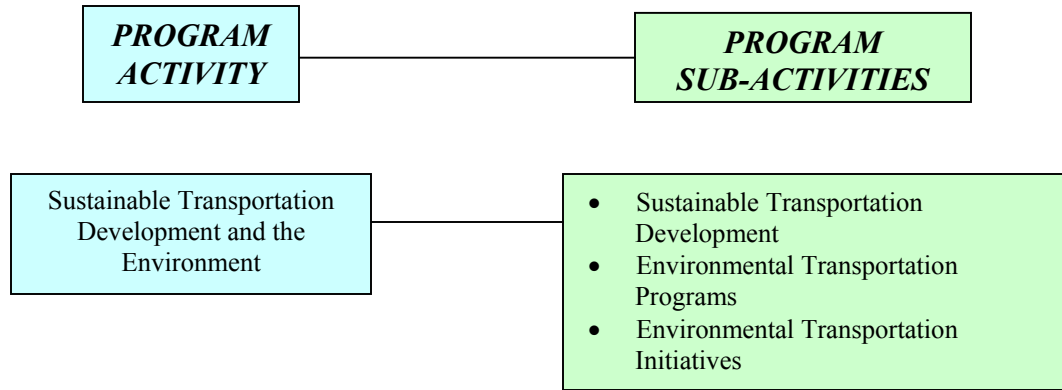 PROGRAM
ACTIVITY
PROGRAM
SUB-ACTIVITIES
Sustainable Transportation
Development and the
Environment
• Sustainable Transportation
Development
• Environmental Transportation
Programs
• Environmental Transportation
Initiatives